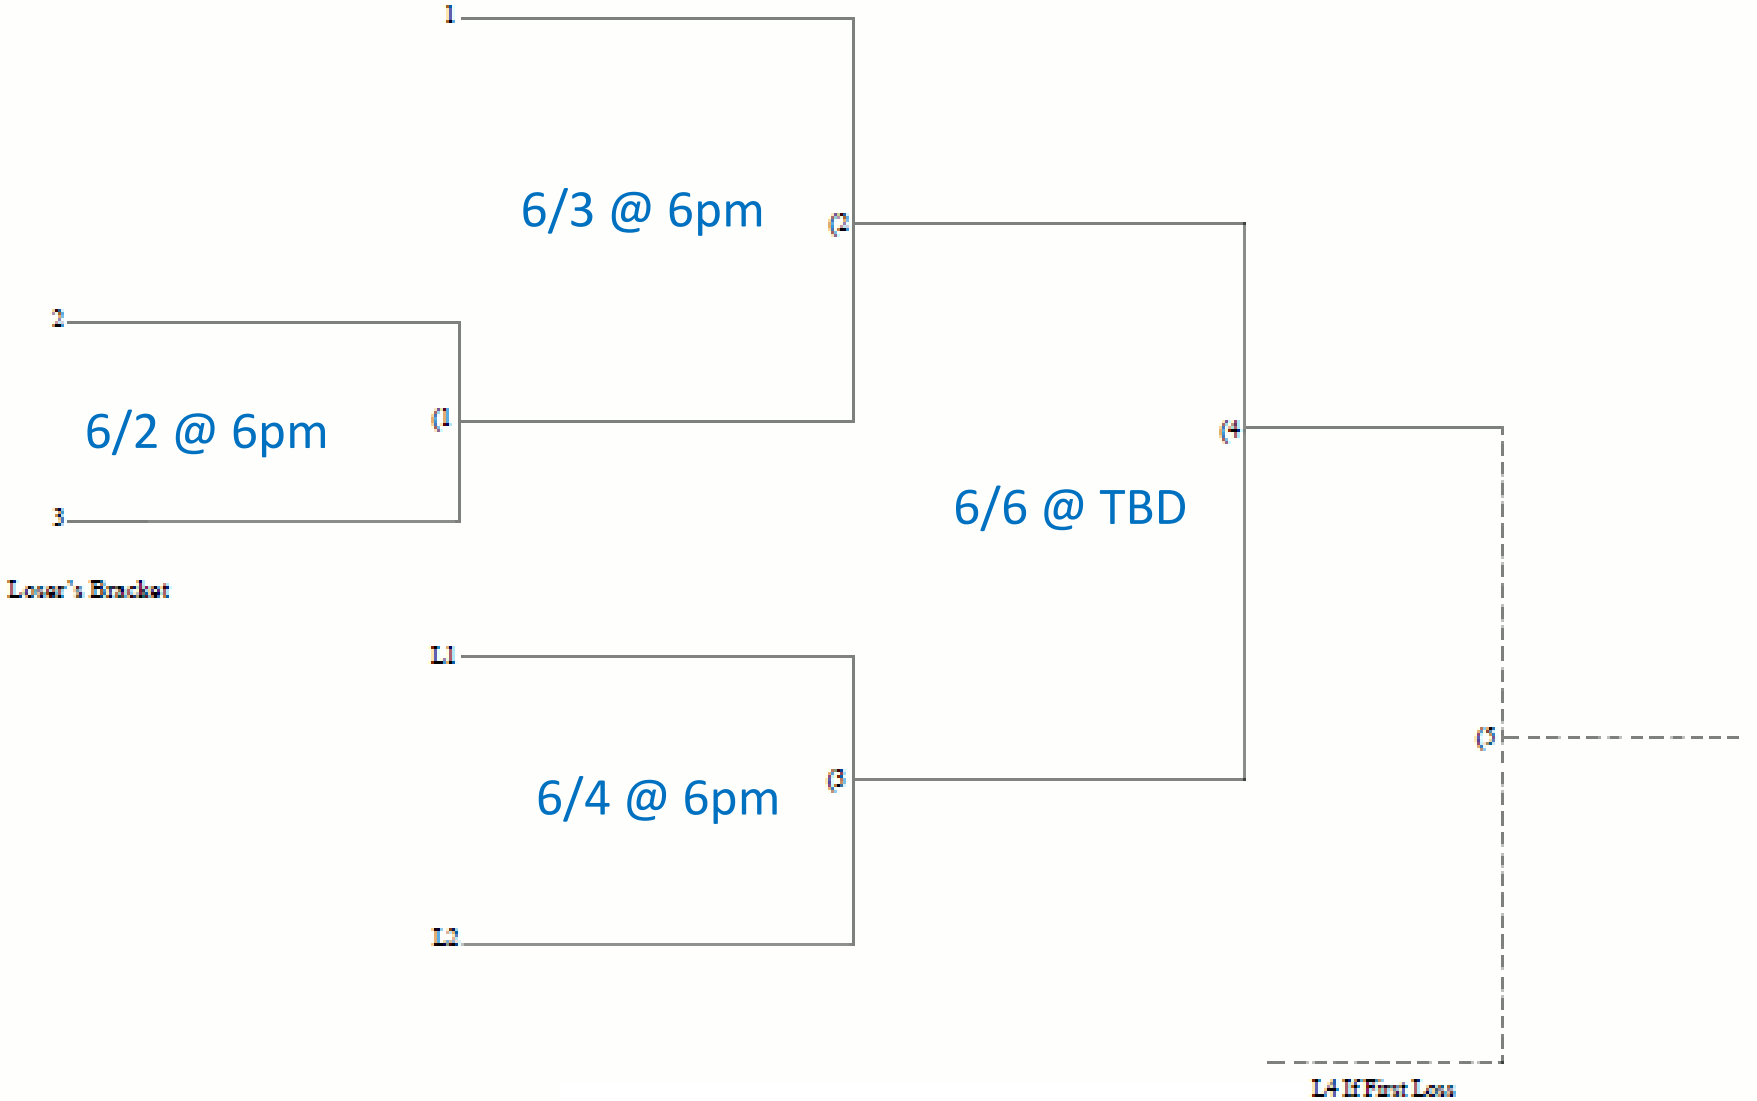 1
6/3 @ 6pm
(2
2
6/2 @ 6pm
(1
3
(4
6/6 @ TBD
Loser's Bracket
L1
(5
6/4 @ 6pm
(3
L2
L4 If First Loss